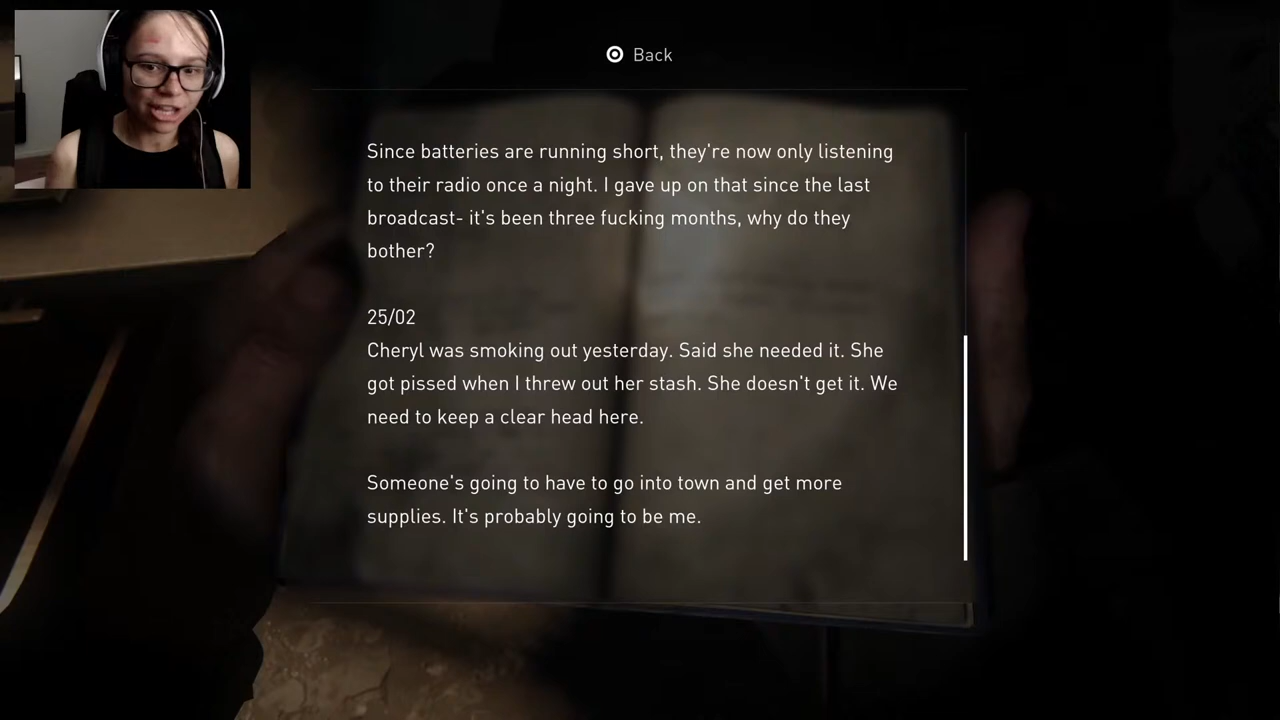 Back
Since batteries are running short, they're now only listening
to their radio once a night. I gave up on that since the last
broadcast- it's been three fucking months, why do they
bother?
25/02
Cheryl was smoking out yesterday. Said she needed it. She
got pissed when I threw out her stash. She doesn't get it. We
need to keep a clear head here.
Someone's going to have to go into town and get more
supplies. It's probably going to be me.